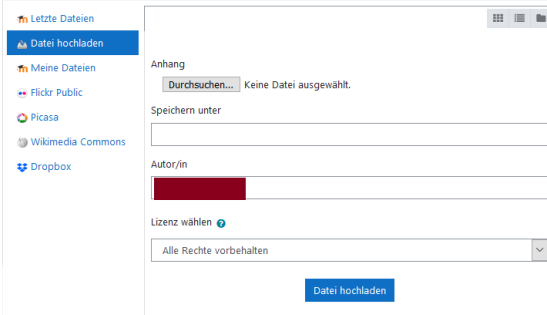 Letzte Dateien
Datei hochladen
Meine Dateien
Flickr Public
Picasa
Wikimedia Commons
Dropbox
Anhang
Durchsuchen... Keine Datei ausgewählt.
Speichern unter
Autor/in
Lizenz wählen ?
Alle Rechte vorbehalten
Datei hochladen